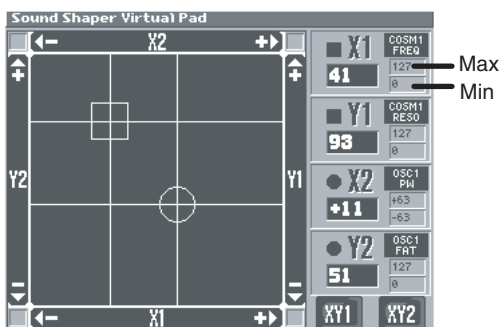 Sound Shaper Virtual Pad
- X2 +
+ Y2 -
+ Y1 -
- X1 +
X1 COSM1 FREQ
41 127 Max
0 Min
Y1 COSM1 RESO
93 127
0
X2 OSC1 PW
+11 +63
-63
Y2 OSC1 FAT
51 127
0
XY1 XY2